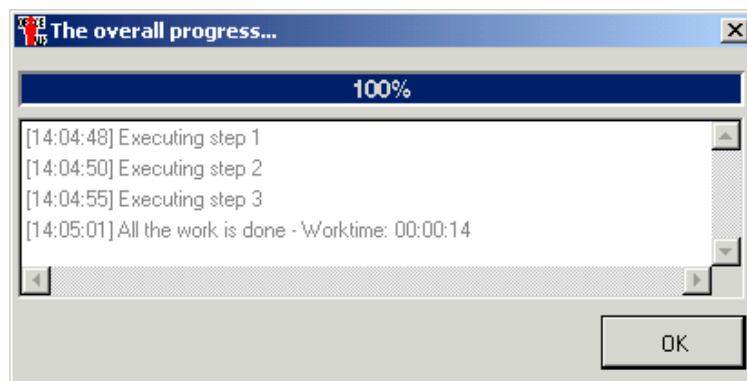 The overall progress...
100%
[14:04:48] Executing step 1
[14:04:50] Executing step 2
[14:04:55] Executing step 3
[14:05:01] All the work is done - Worktime: 00:00:14
OK